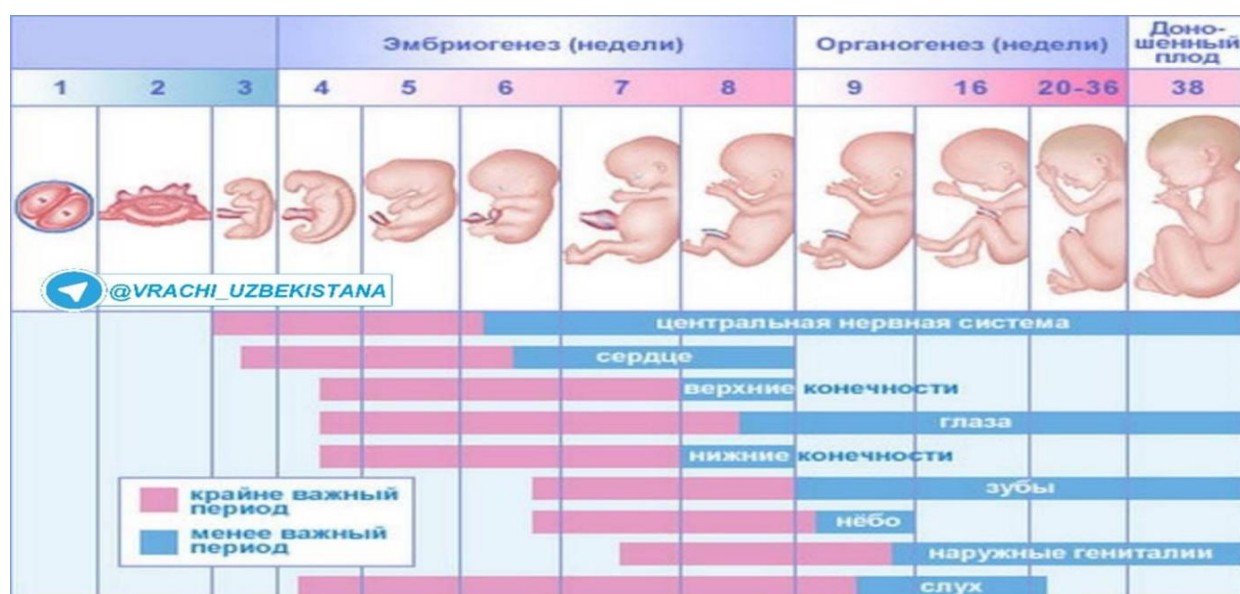 Эмбриогенез (недели)
Органогенез (недели)
Доно-
шенный
плод
1 2 3 4 5 6 7 8 9 16 20-36 38
@VRACHI_UZBEKISTANA
центральная нервная система
сердце
верхние конечности
глаза
нижние конечности
зубы
нёбо
наружные гениталии
слух
крайне важный
период
менее важный
период